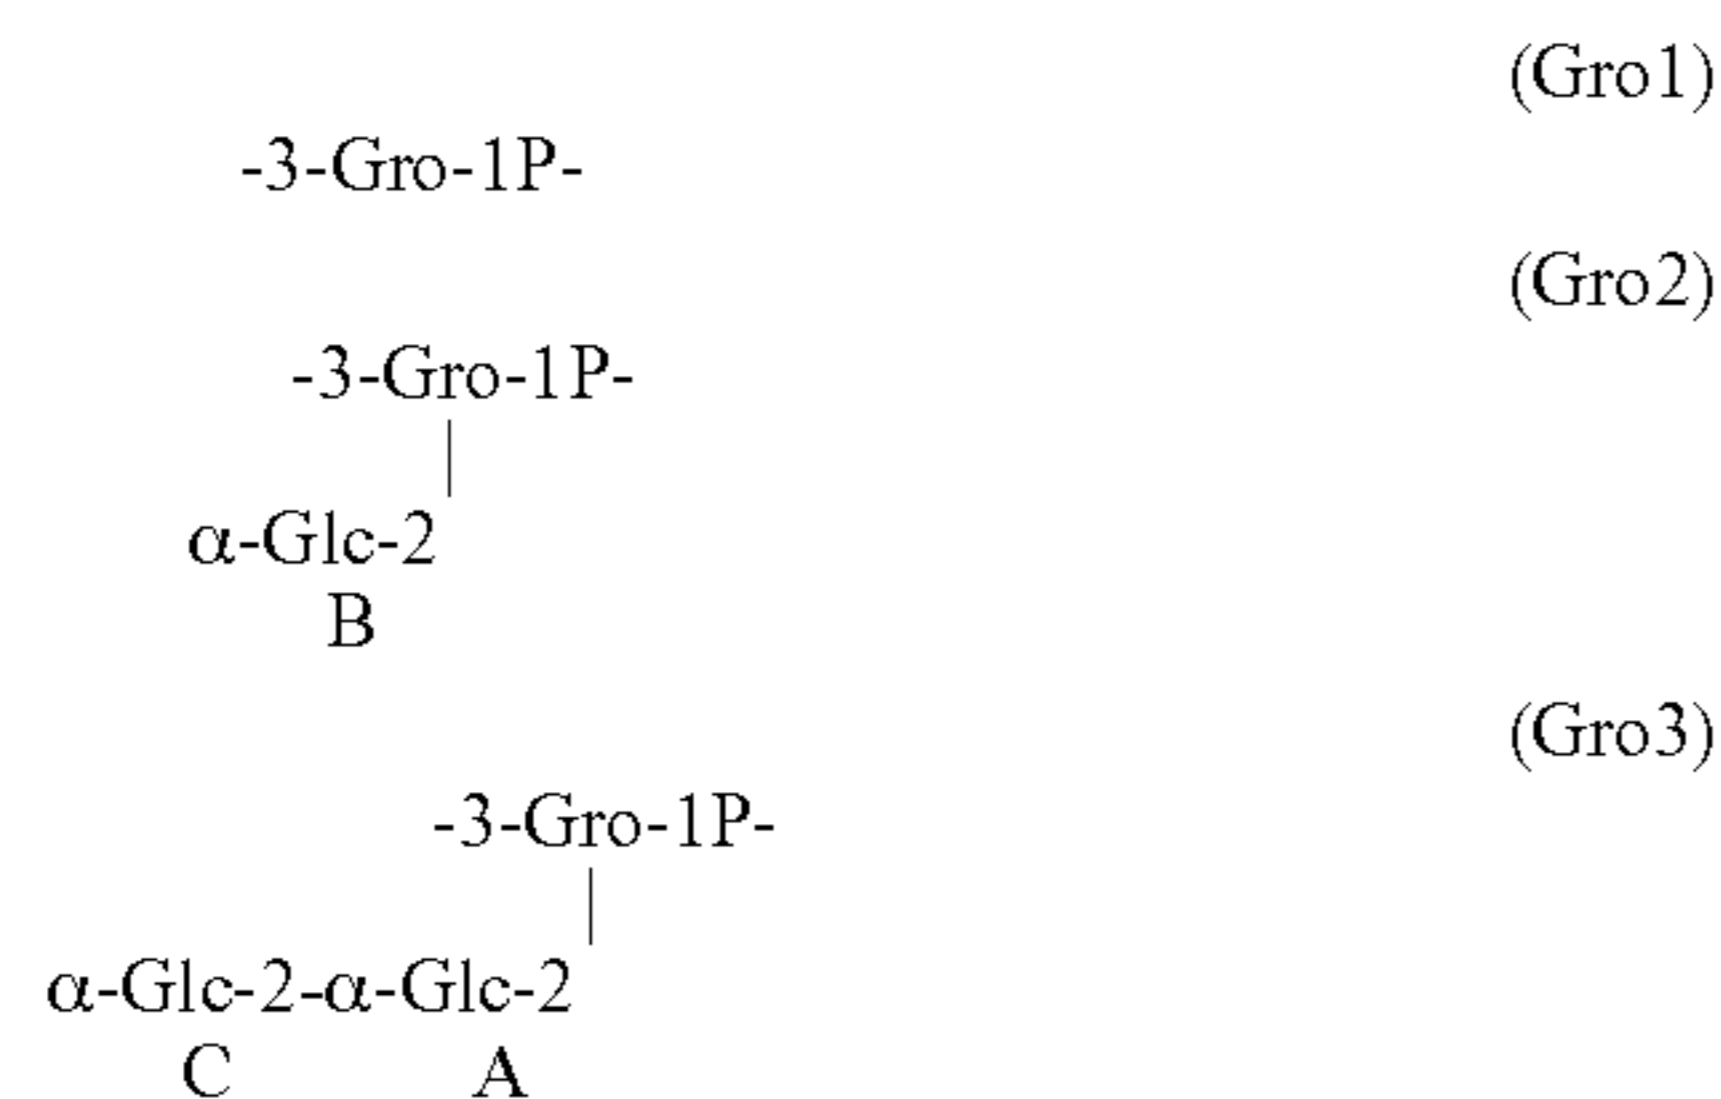 (Gro1)
-3-Gro-1P-
(Gro2)
-3-Gro-1P-
α-Glc-2
B
(Gro3)
-3-Gro-1P-
α-Glc-2-α-Glc-2
C A